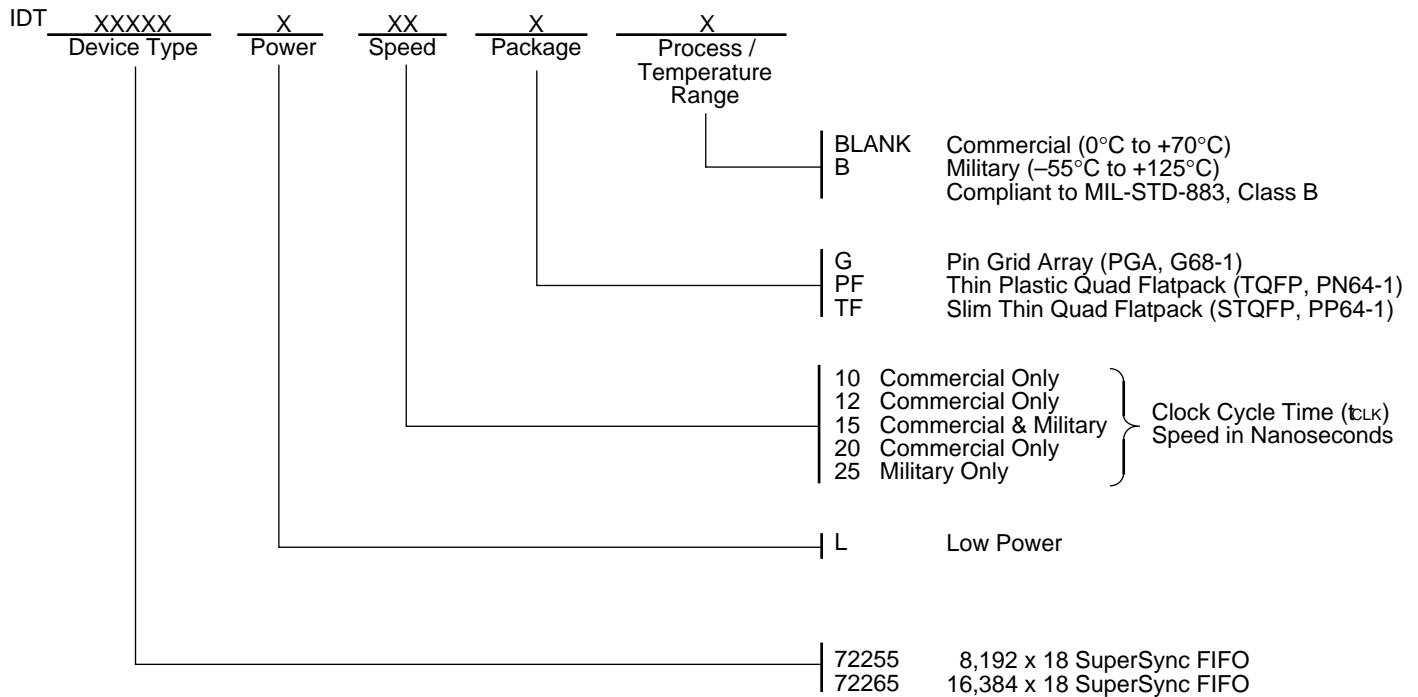 IDT XXXXX X XX X X
Device Type Power Speed Package Process /
Temperature
Range
BLANK Commercial (0°C to +70°C)
B Military (–55°C to +125°C)
Compliant to MIL-STD-883, Class B
G Pin Grid Array (PGA, G68-1)
PF Thin Plastic Quad Flatpack (TQFP, PN64-1)
TF Slim Thin Quad Flatpack (STQFP, PP64-1)
10 Commercial Only
12 Commercial Only
15 Commercial & Military
20 Commercial Only
25 Military Only
Clock Cycle Time (tCLK)
Speed in Nanoseconds
L Low Power
72255 8,192 x 18 SuperSync FIFO
72265 16,384 x 18 SuperSync FIFO